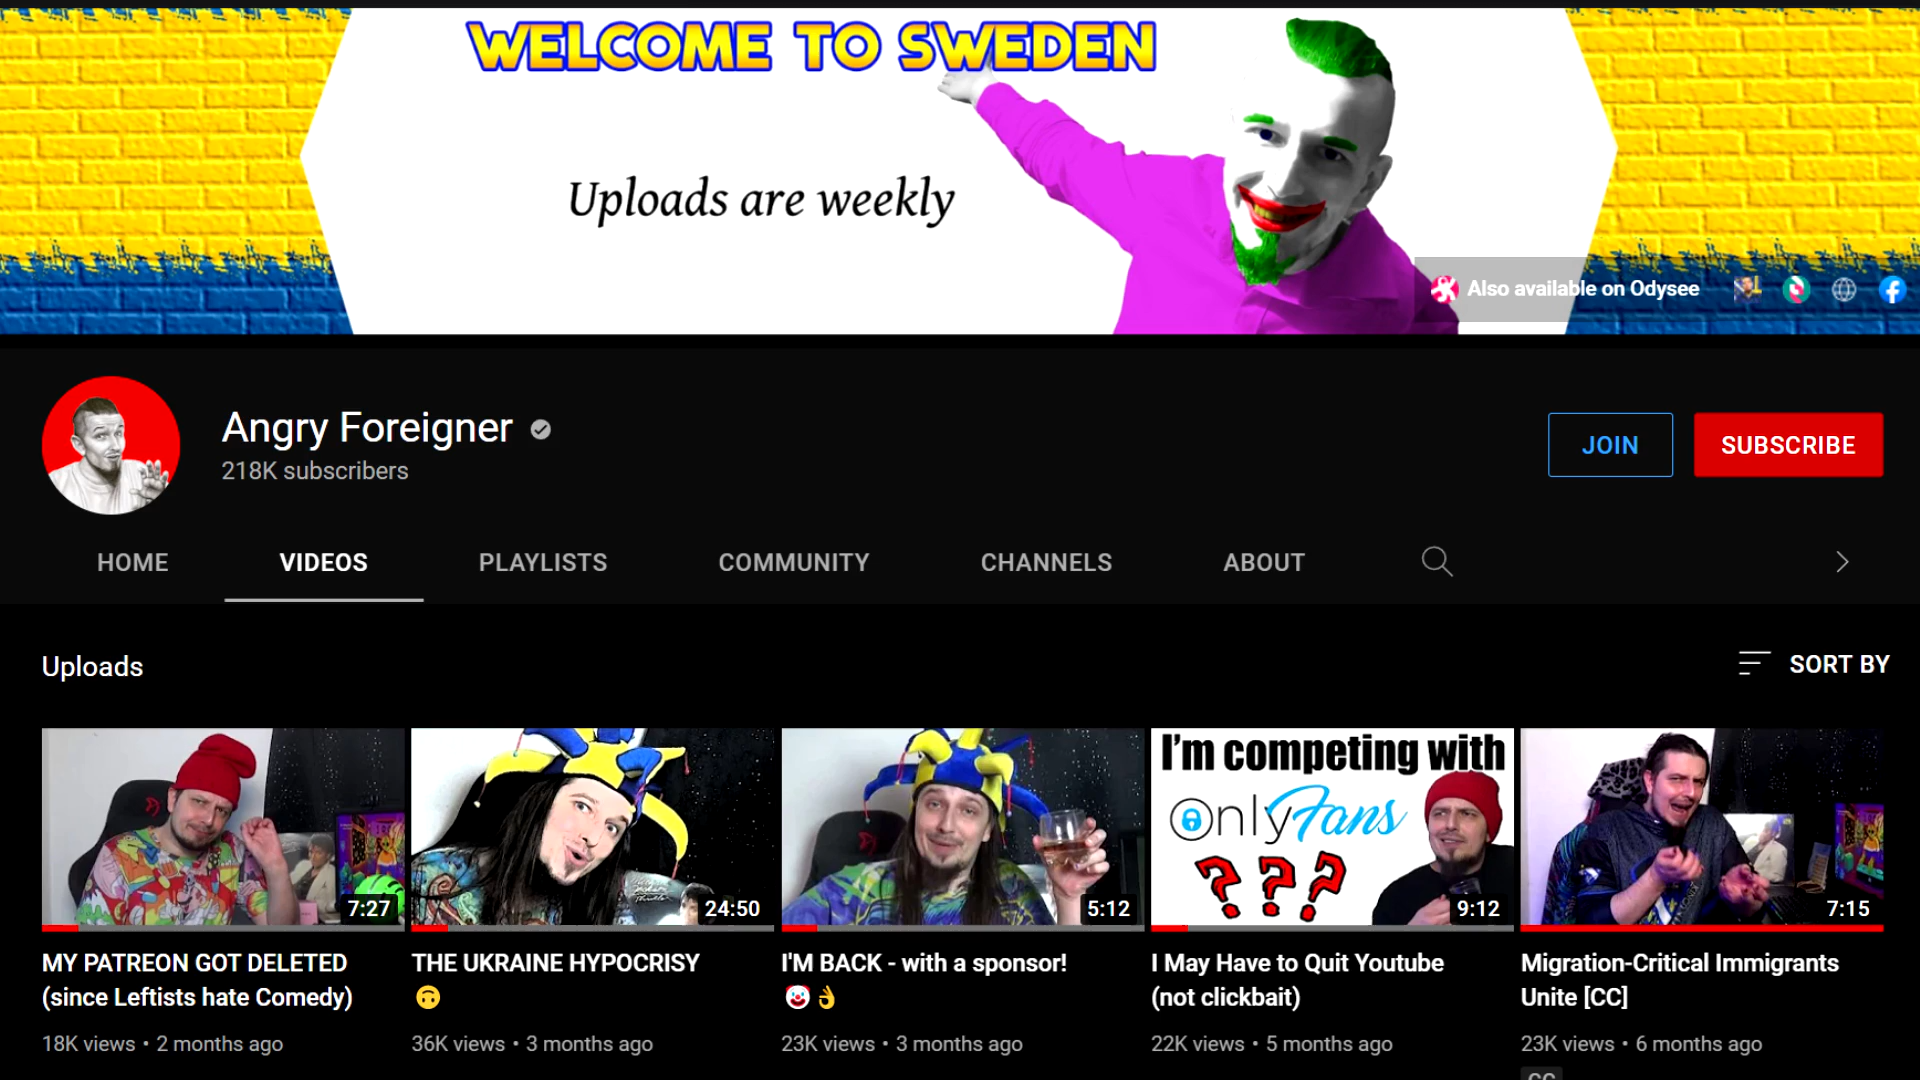 WELCOME TO SWEDEN
Uploads are weekly
Also available on Odysee
Angry Foreigner
218K subscribers
JOIN
SUBSCRIBE
HOME
VIDEOS
PLAYLISTS
COMMUNITY
CHANNELS
ABOUT
Uploads
SORT BY
7:27
24:50
I'm competing with
OnlyFans
???
5:12
9:12
7:15
MY PATREON GOT DELETED
(since Leftists hate Comedy)
18K views • 2 months ago
THE UKRAINE HYPOCRISY
🙃
36K views • 3 months ago
I'M BACK - with a sponsor!
🤡👌
23K views • 3 months ago
I May Have to Quit Youtube
(not clickbait)
22K views • 5 months ago
Migration-Critical Immigrants
Unite [CC]
23K views • 6 months ago
CC